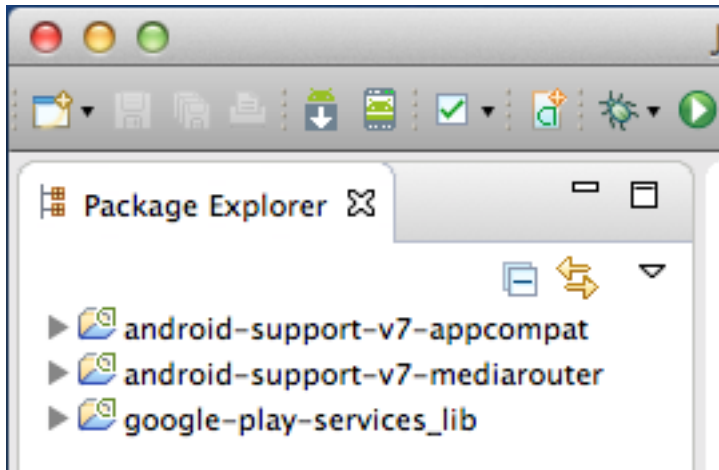 Package Explorer
android-support-v7-appcompat
android-support-v7-mediarouter
google-play-services_lib